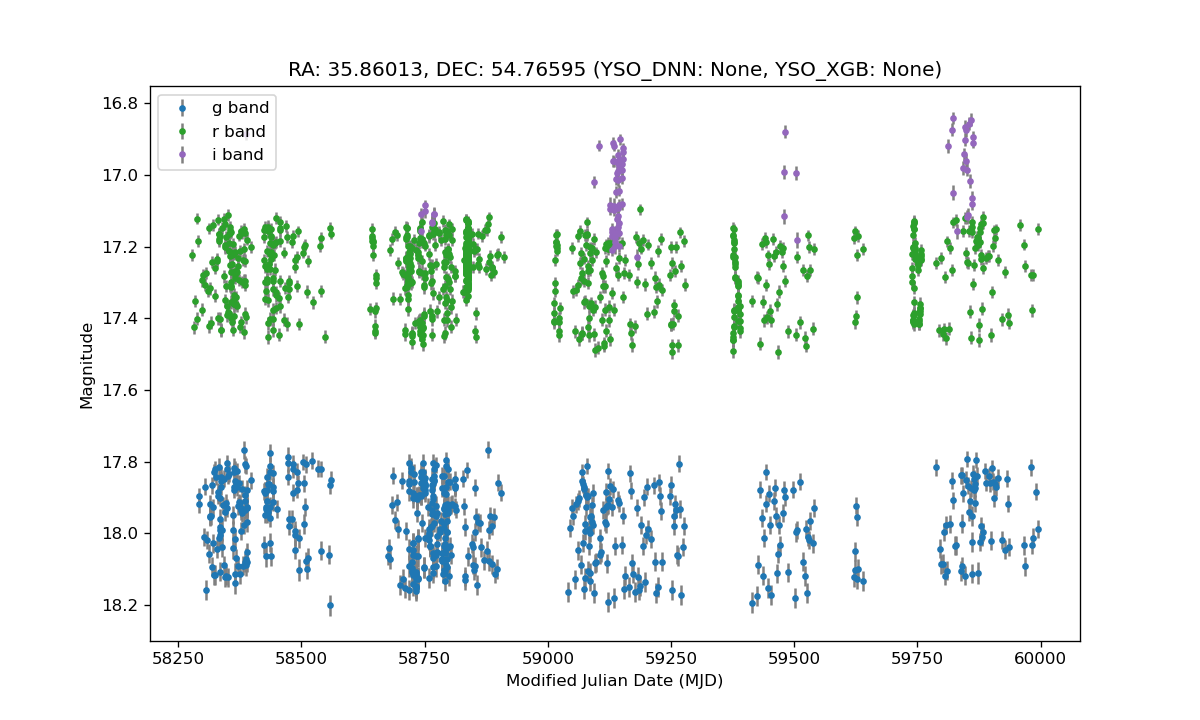 RA: 35.86013, DEC: 54.76595 (YSO_DNN: None, YSO_XGB: None)
g band
r band
i band
Magnitude
16.8
17.0
17.2
17.4
17.6
17.8
18.0
18.2
58250 58500 58750 59000 59250 59500 59750 60000
Modified Julian Date (MJD)